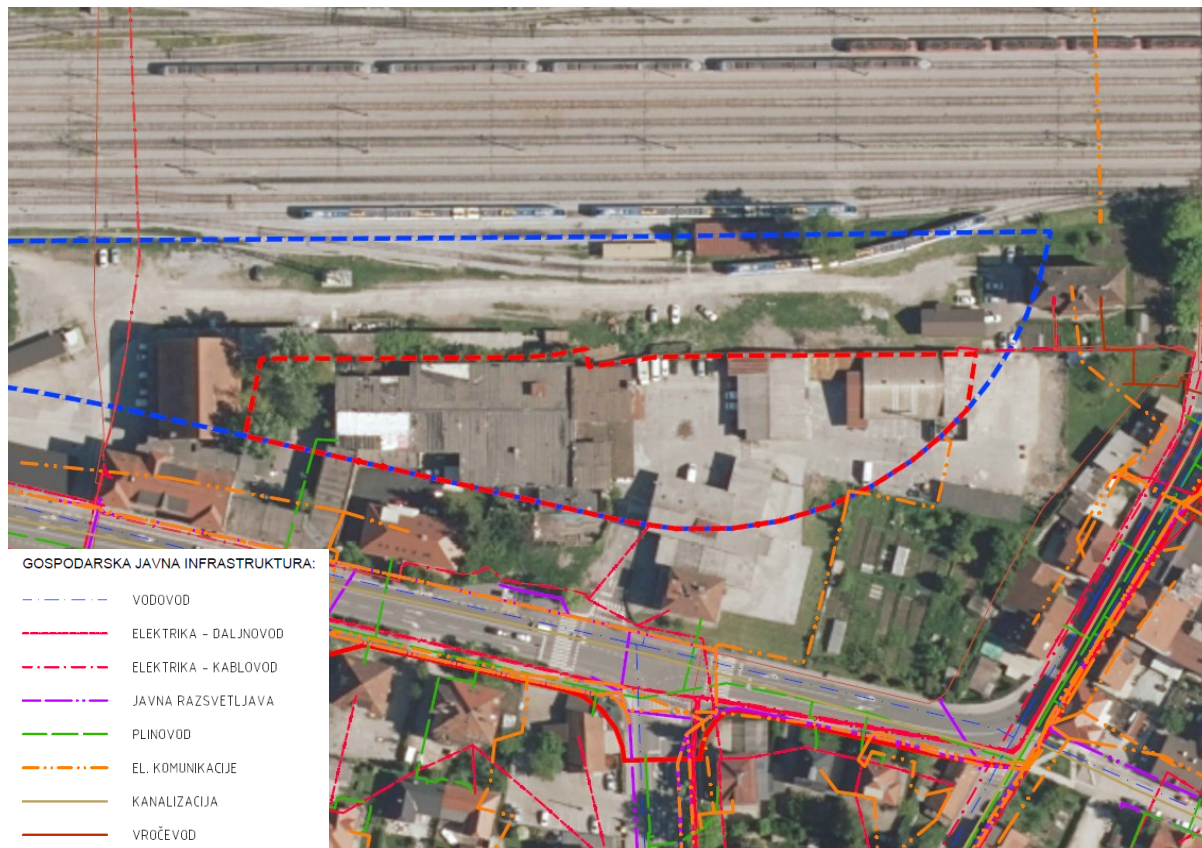 GOSPODARSKA JAVNA INFRASTRUKTURA:
VODOVOD
ELEKTRIKA - DALJNOVOD
ELEKTRIKA - KABLOVOD
JAVNA RAZSVETLJAVA
PLINOVOD
EL. KOMUNIKACIJE
KANALIZACIJA
VROČEVOD